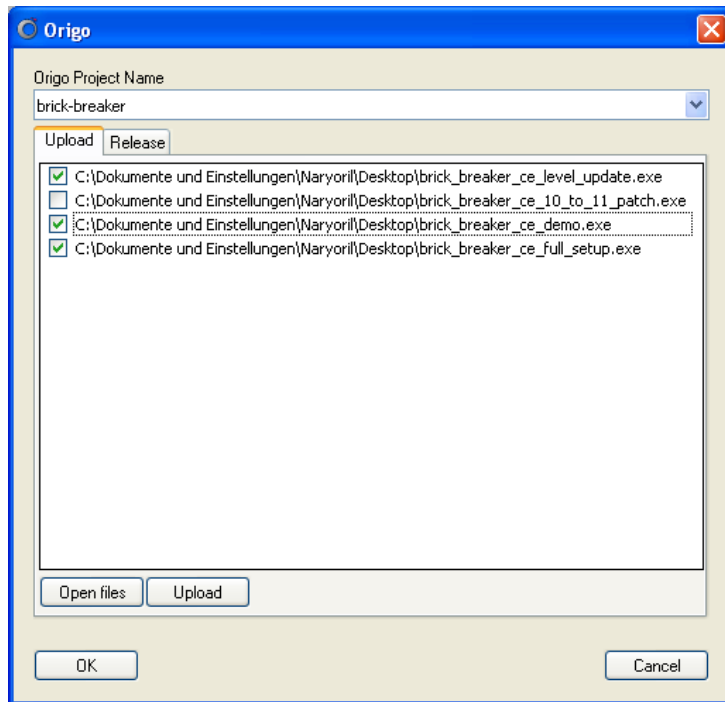 Origo
Origo Project Name
brick-breaker
Upload Release
C:\Dokumente und Einstellungen\Naryoril\Desktop\brick_breaker_ce_level_update.exe
C:\Dokumente und Einstellungen\Naryoril\Desktop\brick_breaker_ce_10_to_11_patch.exe
C:\Dokumente und Einstellungen\Naryoril\Desktop\brick_breaker_ce_demo.exe
C:\Dokumente und Einstellungen\Naryoril\Desktop\brick_breaker_ce_full_setup.exe
Open files Upload
OK Cancel